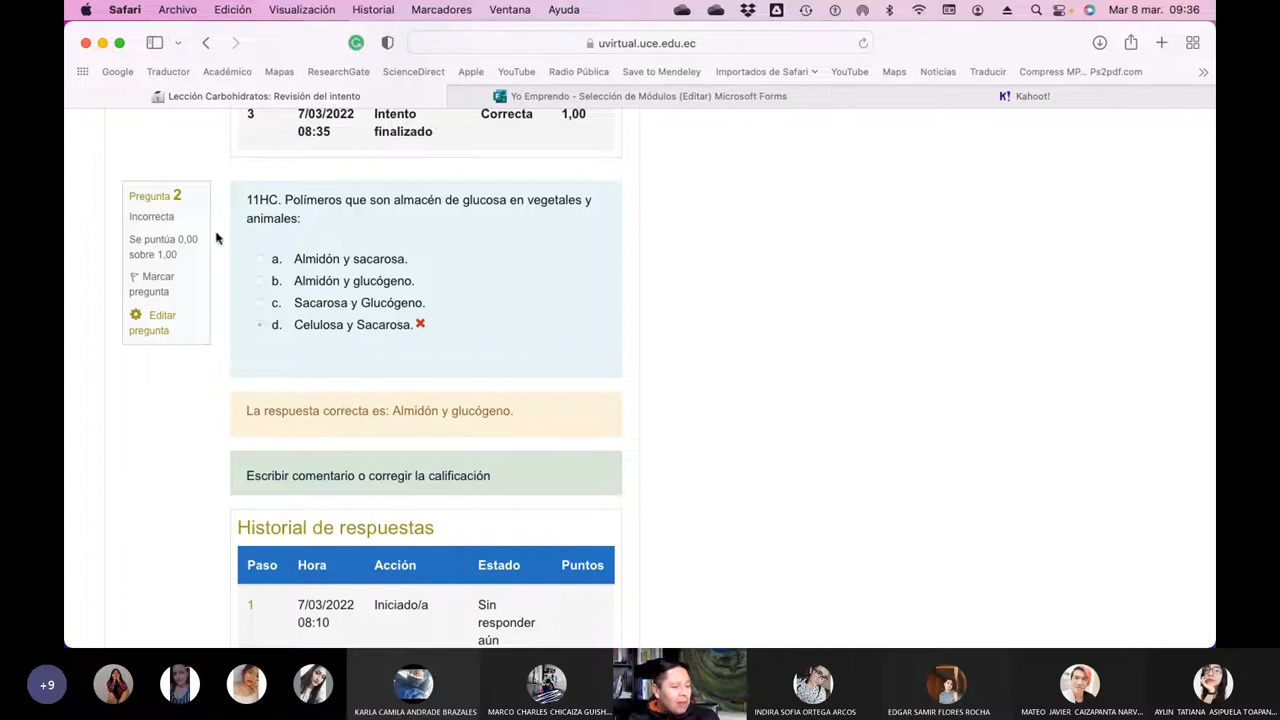 Safari Archivo Edición Visualización Historial Marcadores Ventana Ayuda Mar 8 mar. 09:36
uvirtual.uce.edu.ec
Google Traductor Académico Mapas ResearchGate ScienceDirect Apple YouTube Radio Pública Save to Mendeley Importados de Safari YouTube Maps Noticias Traducir Compress MP... Ps2pdf.com
Lección Carbohidratos: Revisión del intento Yo Emprendo - Selección de Módulos (Editar) Microsoft Forms K! Kahoot!
3 7/03/2022 Intento Correcta 1,00
08:35 finalizado
Pregunta 2
Incorrecta
Se puntúa 0,00
sobre 1,00
Marcar
pregunta
Editar
pregunta
11HC. Polímeros que son almacén de glucosa en vegetales y
animales:
a. Almidón y sacarosa.
b. Almidón y glucógeno.
c. Sacarosa y Glucógeno.
d. Celulosa y Sacarosa.
La respuesta correcta es: Almidón y glucógeno.
Escribir comentario o corregir la calificación
Historial de respuestas
Paso Hora Acción Estado Puntos
1 7/03/2022 Iniciado/a Sin
08:10 responder
aún
+9
KARLA CAMILA ANDRADE BRAZALES
MARCO CHARLES CHICAIZA GUISH...
INDIRA SOFIA ORTEGA ARCOS
EDGAR SAMIR FLORES ROCHA
MATEO JAVIER CAIZAPANTA NARV...
AYLIN TATIANA ASIPUELA TOAPAN...